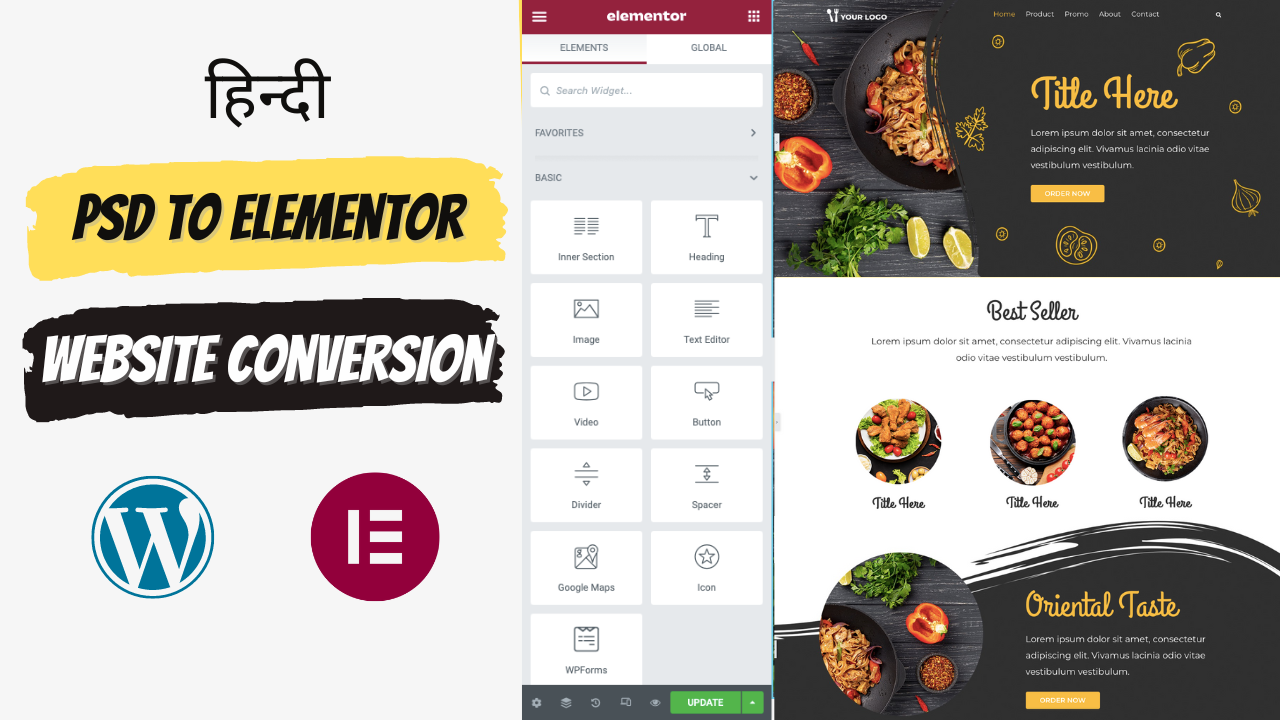 हिन्दी
PSD TO ELEMENTOR
WEBSITE CONVERSION
elementor
ELEMENTS
GLOBAL
Search Widget...
FAVORITES
BASIC
Inner Section
Heading
Image
Text Editor
Video
Button
Divider
Spacer
Google Maps
Icon
WPForms
UPDATE
YOUR LOGO
Home Product Promo About Contact
Title Here
Lorem ipsum dolor sit amet, consectetur
adipiscing elit. Vivamus lacinia odio vitae
vestibulum vestibulum.
ORDER NOW
Best Seller
Lorem ipsum dolor sit amet, consectetur adipiscing elit. Vivamus lacinia
odio vitae vestibulum vestibulum.
Title Here
Title Here
Title Here
Oriental Taste
Lorem ipsum dolor sit amet, consectetur
adipiscing elit. Vivamus lacinia odio vitae
vestibulum vestibulum.
ORDER NOW